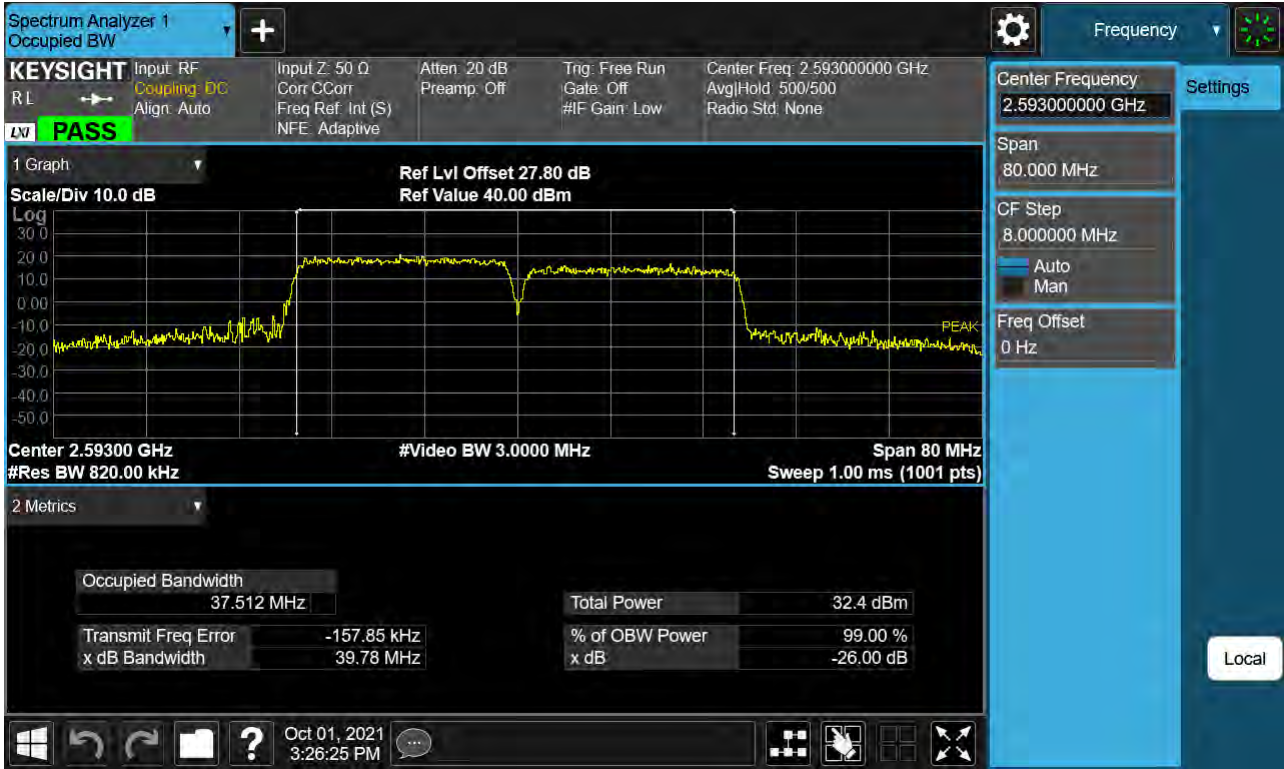 Spectrum Analyzer 1
Occupied BW
+
Frequency
KEYSIGHT
RL
LXI
PASS
Input: RF
Coupling: DC
Align: Auto
Input Z: 50 Ω
Corr CCorr
Freq Ref: Int (S)
NFE: Adaptive
Atten: 20 dB
Preamp: Off
Trig: Free Run
Gate: Off
#IF Gain: Low
Center Freq: 2.593000000 GHz
Avg|Hold: 500/500
Radio Std: None
Center Frequency
2.593000000 GHz
Settings
Span
80.000 MHz
CF Step
8.000000 MHz
Auto
Man
Freq Offset
0 Hz
Local
1 Graph
Scale/Div 10.0 dB
Ref Lvl Offset 27.80 dB
Ref Value 40.00 dBm
Log
30.0
20.0
10.0
0.00
-10.0
-20.0
-30.0
-40.0
-50.0
PEAK
Center 2.59300 GHz
#Video BW 3.0000 MHz
Span 80 MHz
#Res BW 820.00 kHz
Sweep 1.00 ms (1001 pts)
2 Metrics
Occupied Bandwidth
37.512 MHz
Total Power 32.4 dBm
Transmit Freq Error -157.85 kHz
% of OBW Power 99.00 %
x dB Bandwidth 39.78 MHz
x dB -26.00 dB
?
Oct 01, 2021
3:26:25 PM